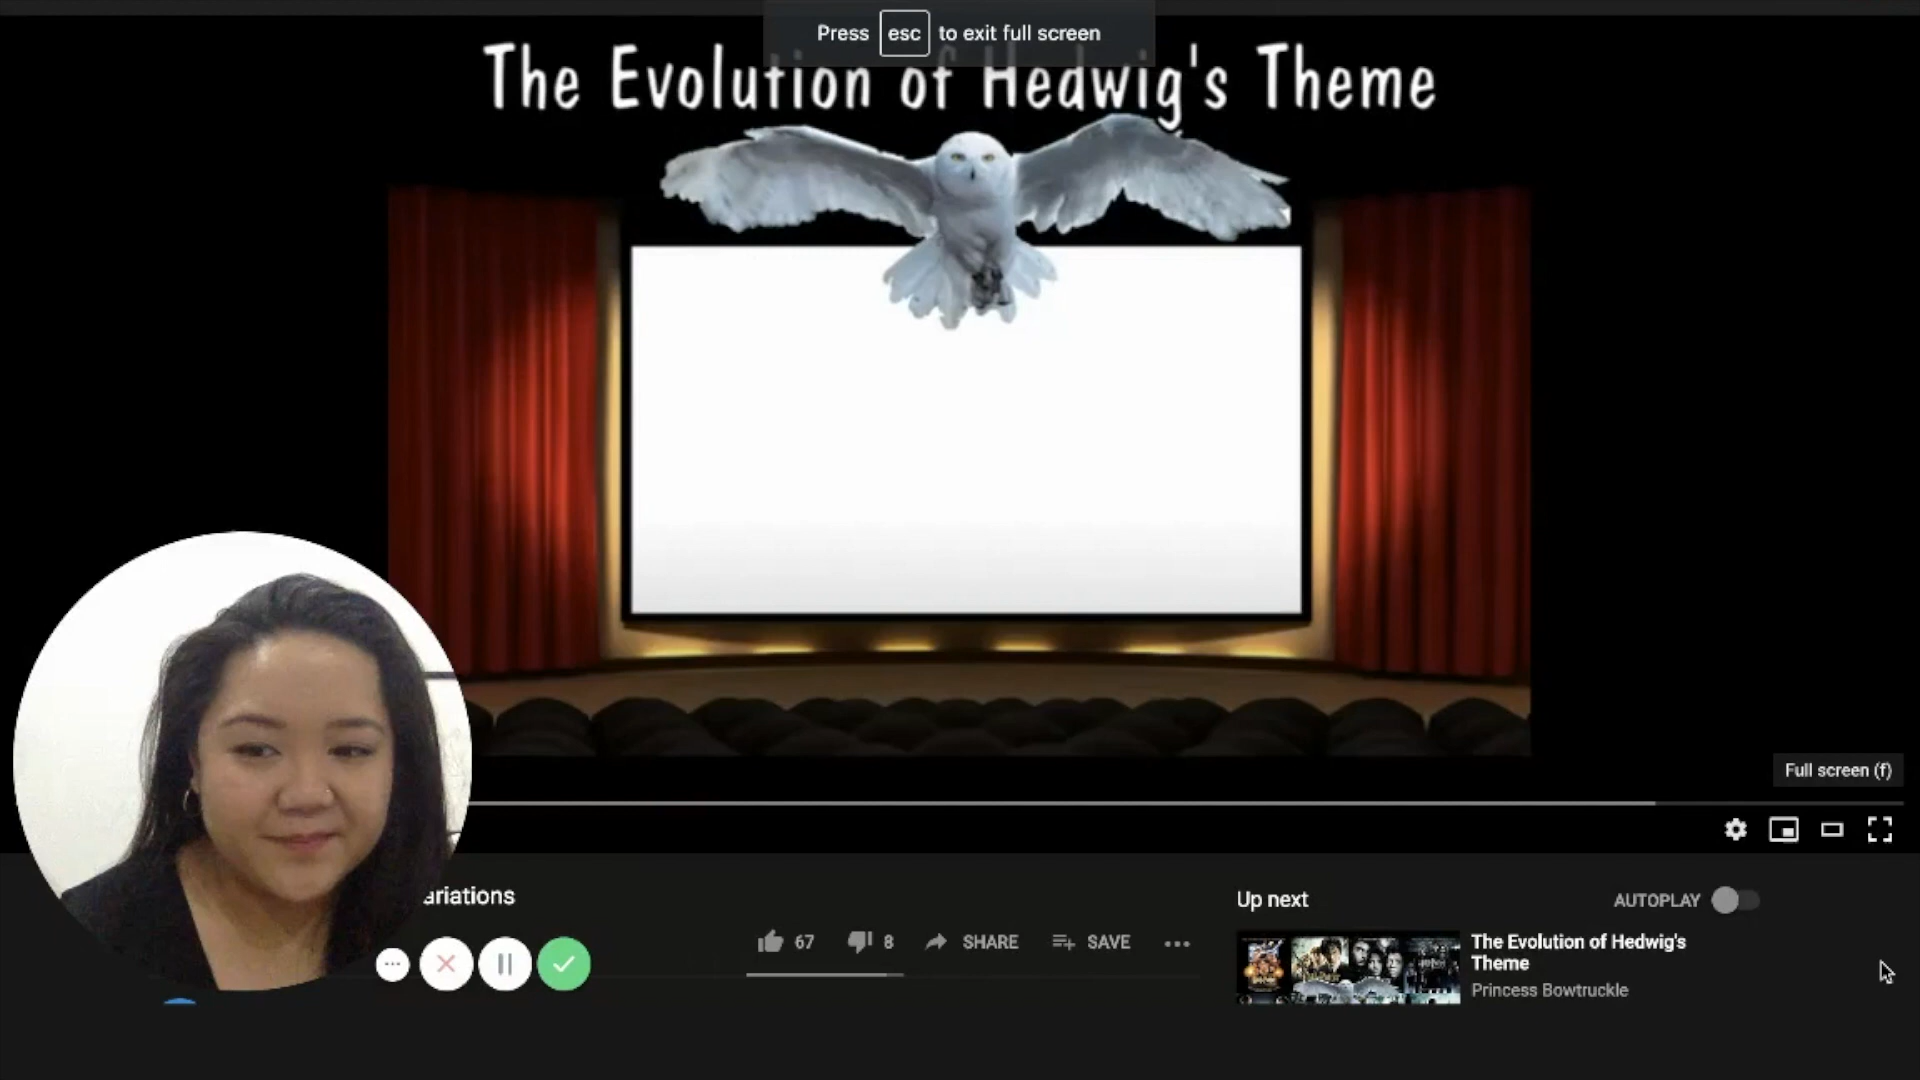 Press esc to exit full screen
The Evolution of Hedwig's Theme
Full screen (f)
ariations
67 8 SHARE SAVE
Up next
AUTOPLAY
The Evolution of Hedwig's
Theme
Princess Bowtruckle